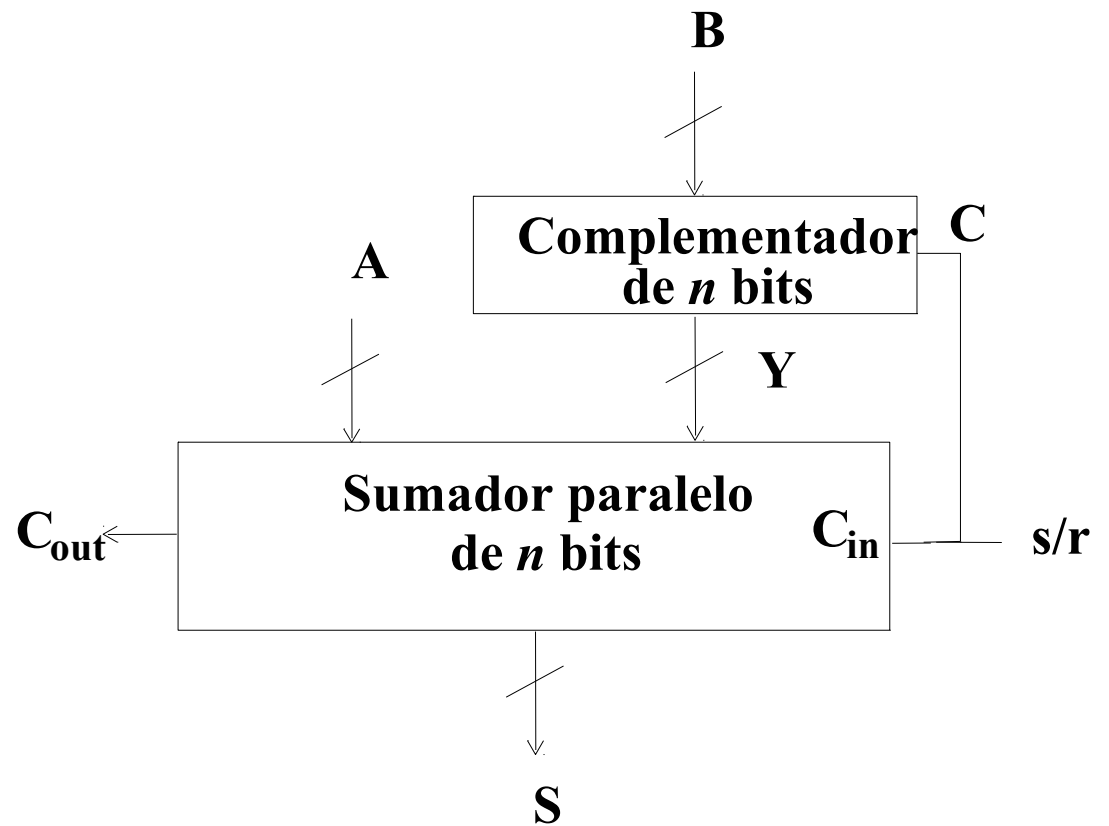 B
Complementador
de n bits
C
A
Y
Sumador paralelo
de n bits
Cout
Cin
s/r
S